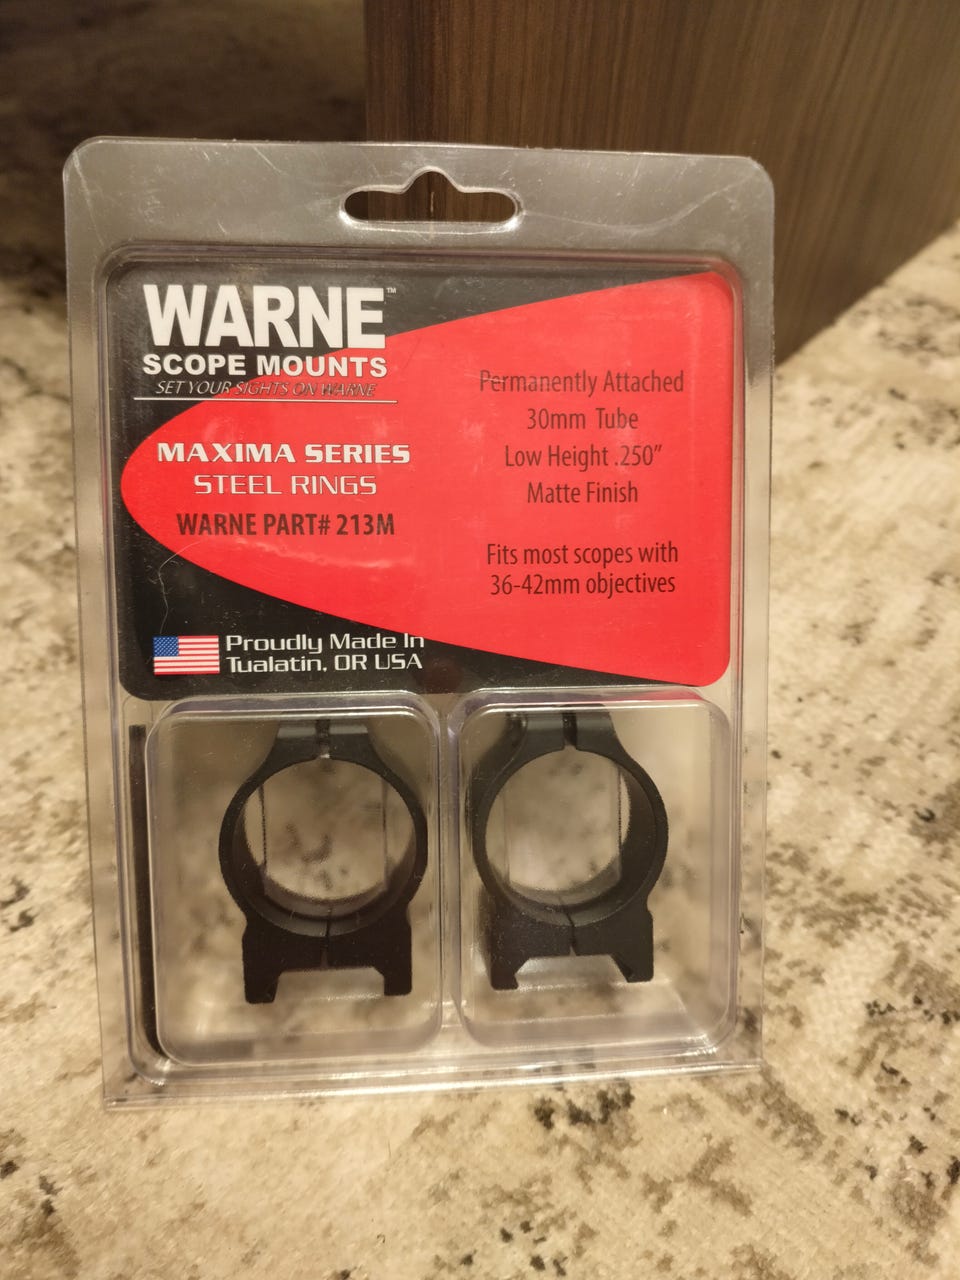 WARNE™
SCOPE MOUNTS
SET YOUR SIGHTS ON WARNE
MAXIMA SERIES
STEEL RINGS
WARNE PART# 213M
Permanently Attached
30mm Tube
Low Height .250”
Matte Finish
Fits most scopes with
36-42mm objectives
Proudly Made In
Tualatin, OR USA